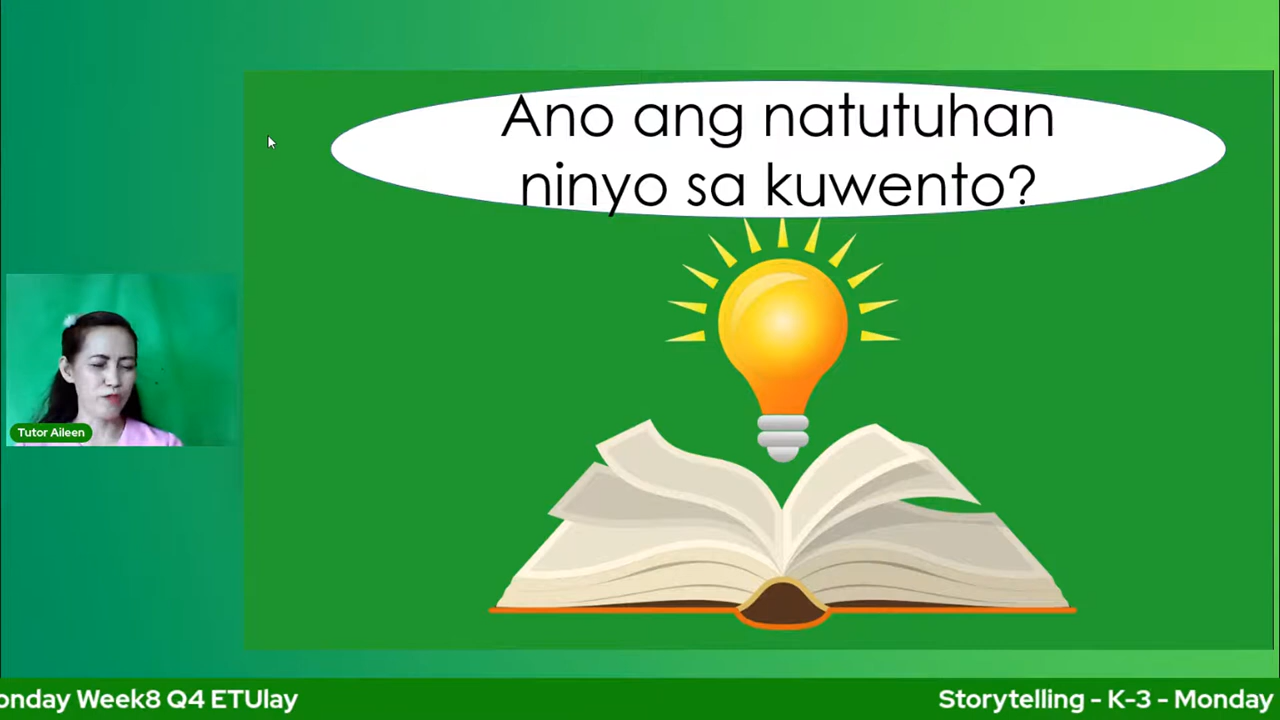 Ano ang natutuhan
ninyo sa kuwento?
Tutor Aileen
onday Week8 Q4 ETUlay
Storytelling - K-3 - Monday